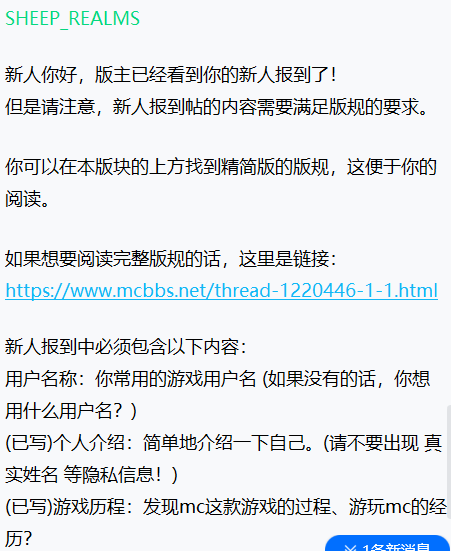 SHEEP_REALMS
新人你好，版主已经看到你的新人报到了！
但是请注意，新人报到帖的内容需要满足版规的要求。
你可以在本版块的上方找到精简版的版规，这便于你的
阅读。
如果想要阅读完整版规的话，这里是链接：
https://www.mcbbs.net/thread-1220446-1-1.html
新人报到中必须包含以下内容：
用户名称：你常用的游戏用户名 (如果没有的话，你想
用什么用户名？)
(已写)个人介绍：简单地介绍一下自己。(请不要出现 真
实姓名 等隐私信息！)
(已写)游戏历程：发现mc这款游戏的过程、游玩mc的经
历?
1条新消息